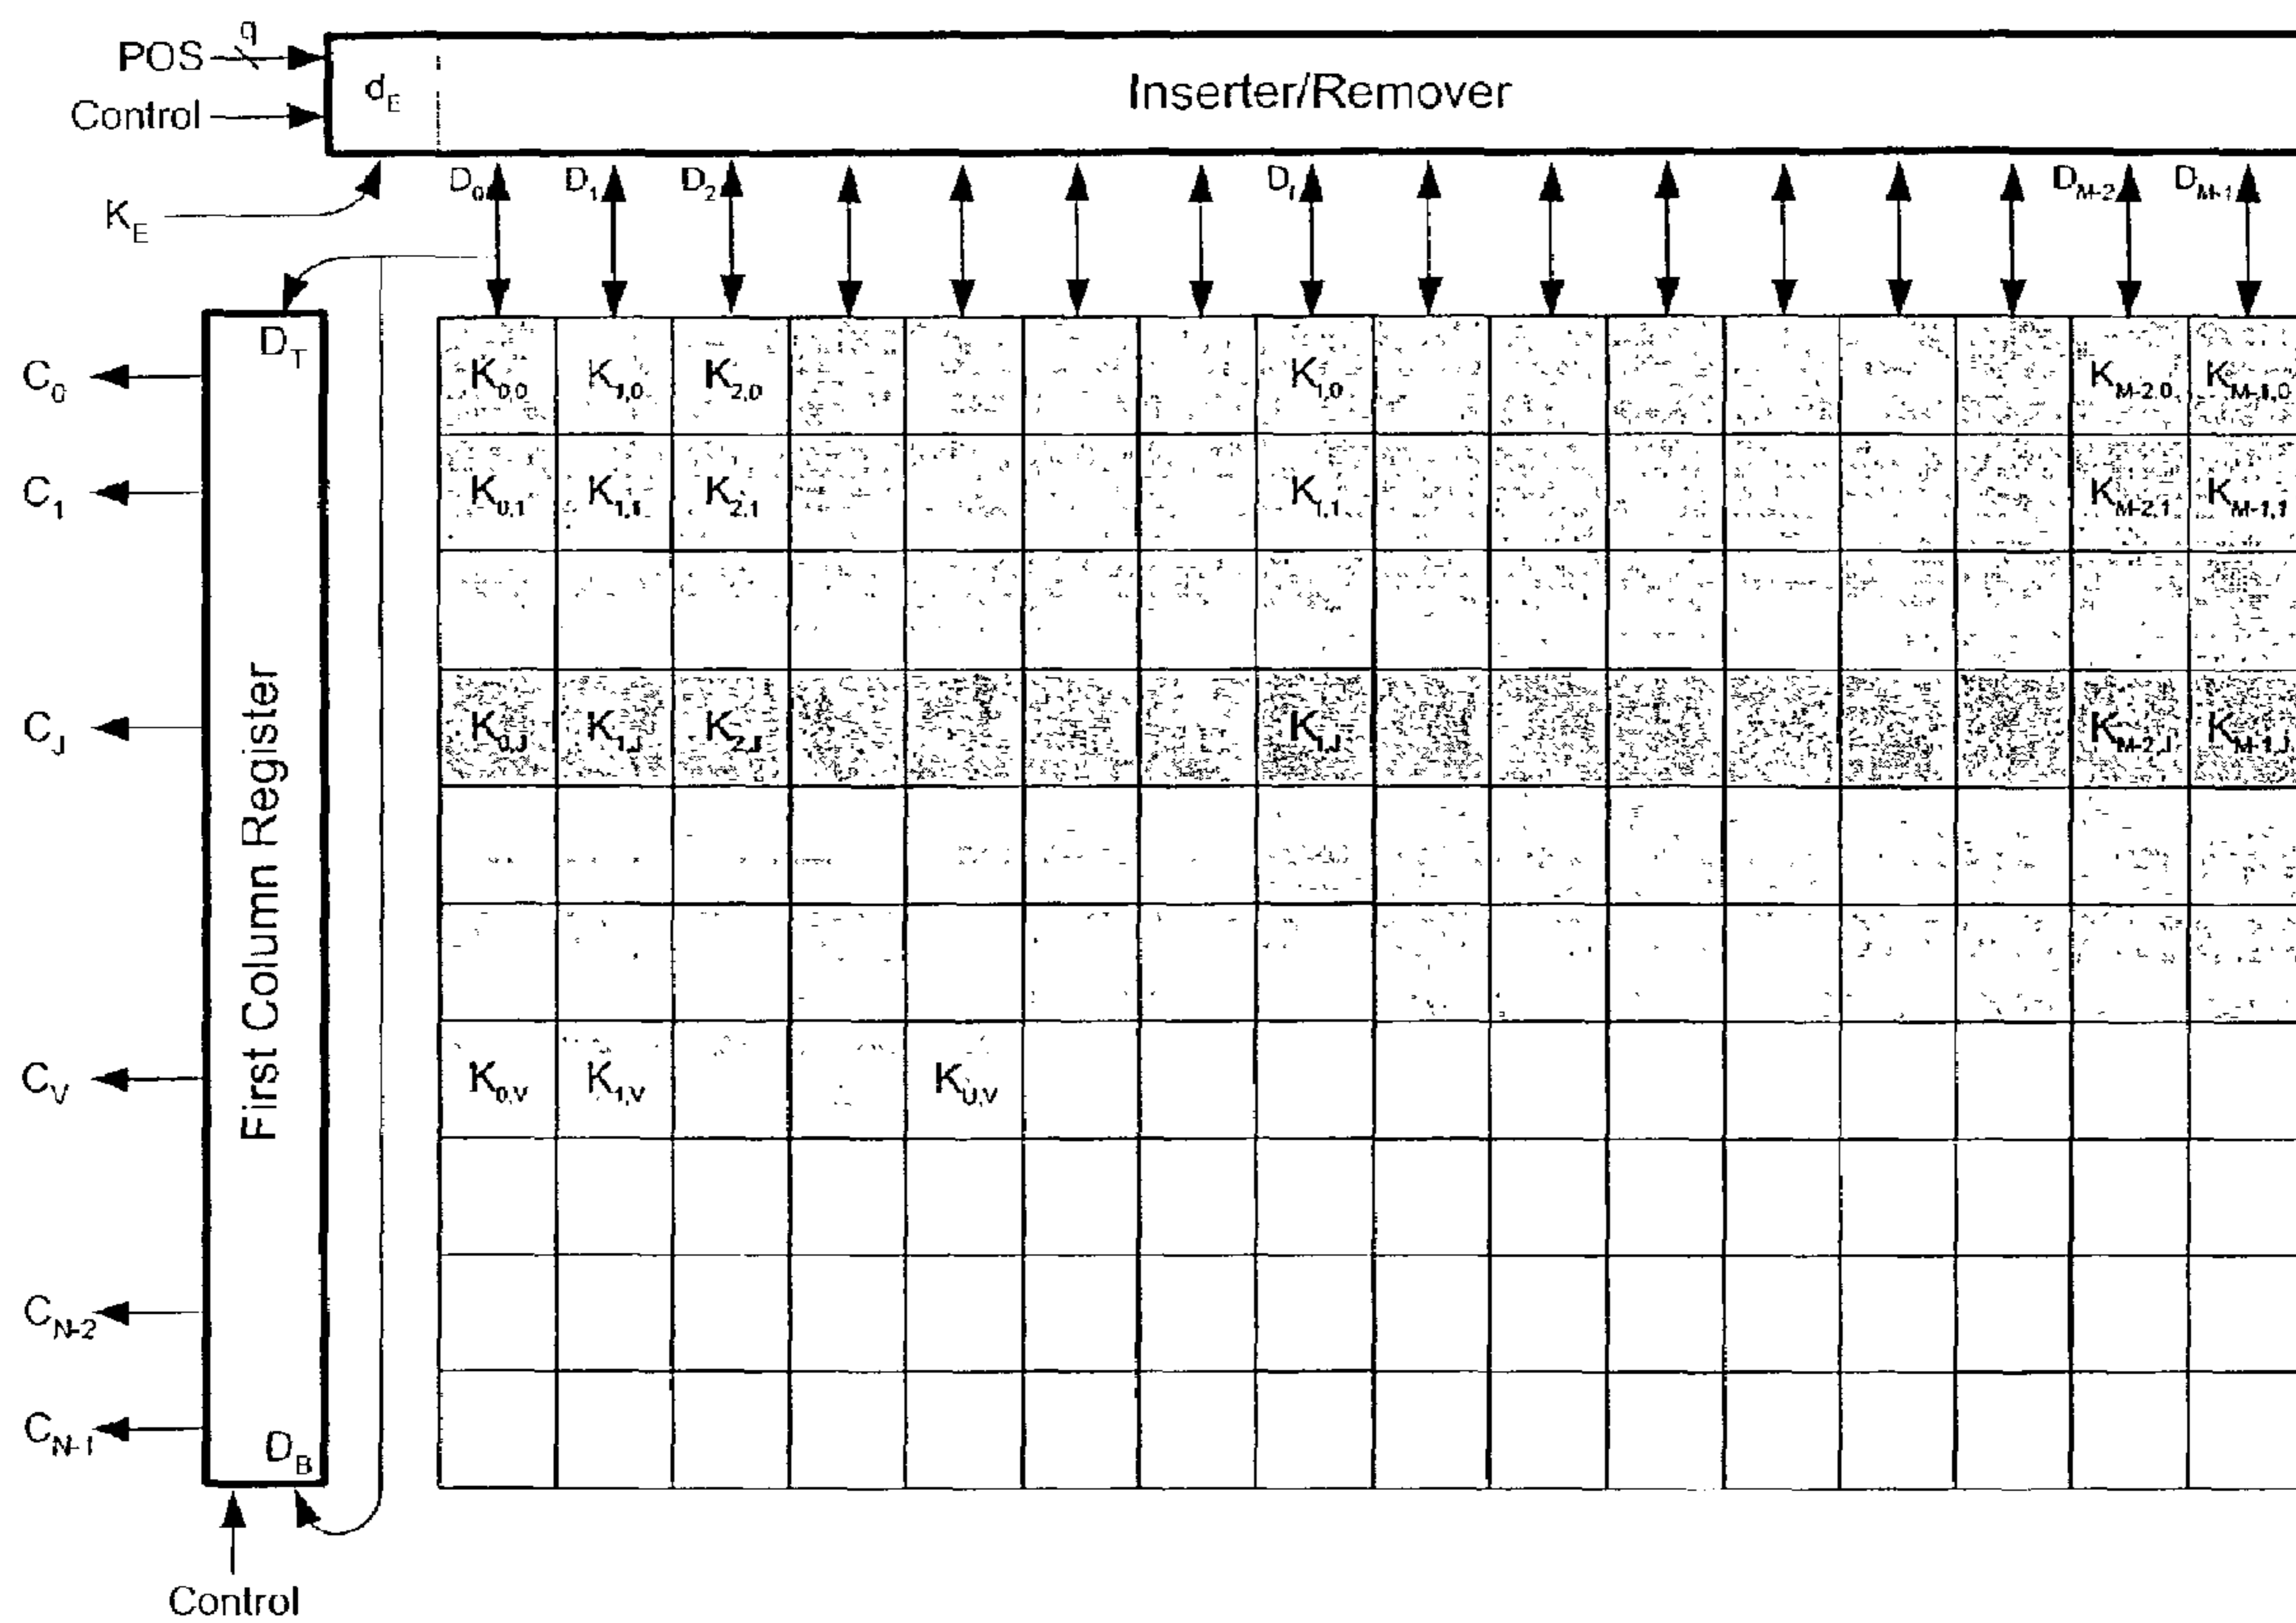 POS q
d_E
Inserter/Remover
Control
D_0 D_1 D_2 D_I D_M-2 D_M-1
K_E
D_T
C_0 K_0,0 K_1,0 K_2,0 K_I,0 K_M-2,0 K_M-1,0
C_1 K_0,1 K_1,1 K_2,1 K_I,1 K_M-2,1 K_M-1,1
C_J K_0,J K_1,J K_2,J K_I,J K_M-2,J K_M-1,J
First Column Register
C_V K_0,V K_1,V K_U,V
C_N-2
C_N-1
D_B
Control